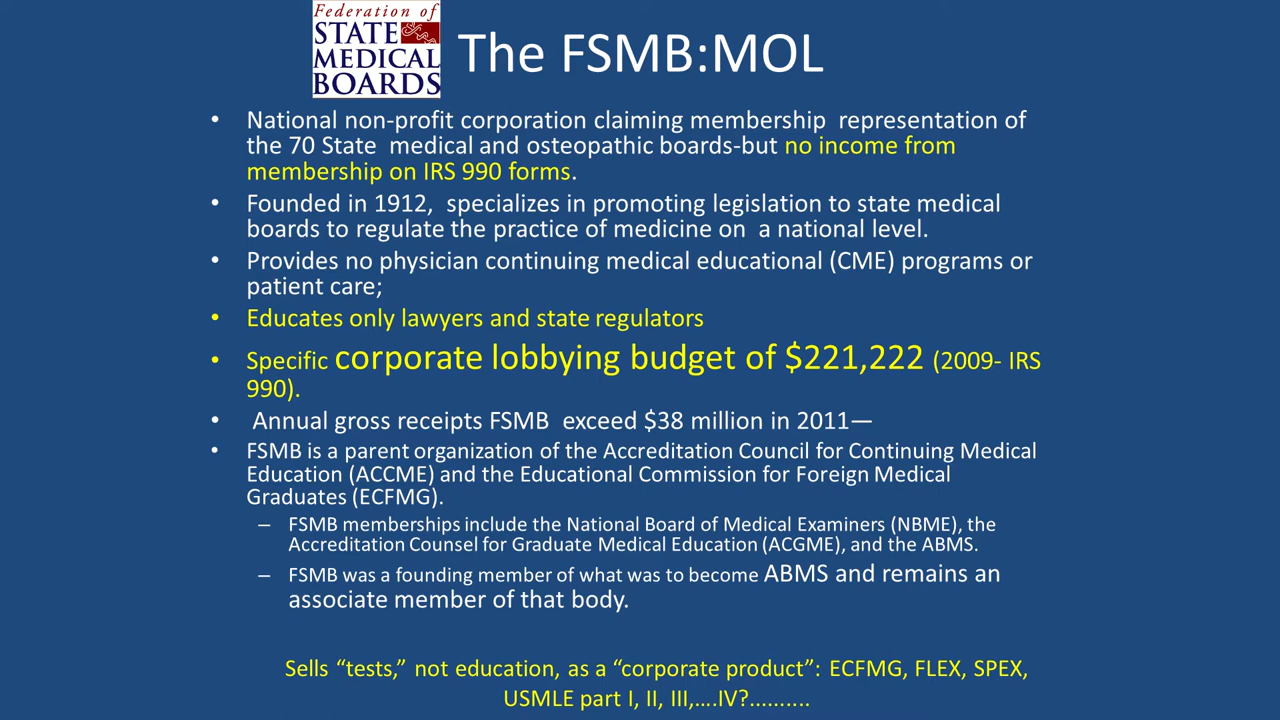 Federation of
STATE
MEDICAL
BOARDS
The FSMB:MOL
• National non-profit corporation claiming membership representation of
the 70 State medical and osteopathic boards-but no income from
membership on IRS 990 forms.
• Founded in 1912, specializes in promoting legislation to state medical
boards to regulate the practice of medicine on a national level.
• Provides no physician continuing medical educational (CME) programs or
patient care;
• Educates only lawyers and state regulators
• Specific corporate lobbying budget of $221,222 (2009- IRS
990).
• Annual gross receipts FSMB exceed $38 million in 2011—
• FSMB is a parent organization of the Accreditation Council for Continuing Medical
Education (ACCME) and the Educational Commission for Foreign Medical
Graduates (ECFMG).
– FSMB memberships include the National Board of Medical Examiners (NBME), the
Accreditation Counsel for Graduate Medical Education (ACGME), and the ABMS.
– FSMB was a founding member of what was to become ABMS and remains an
associate member of that body.
Sells “tests,” not education, as a “corporate product”: ECFMG, FLEX, SPEX,
USMLE part I, II, III,….IV?..........